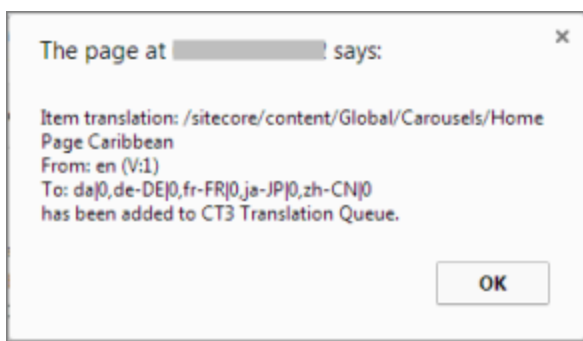 The page at says:
Item translation: /sitecore/content/Global/Carousels/Home
Page Caribbean
From: en (V:1)
To: da|0,de-DE|0,fr-FR|0,ja-JP|0,zh-CN|0
has been added to CT3 Translation Queue.
OK